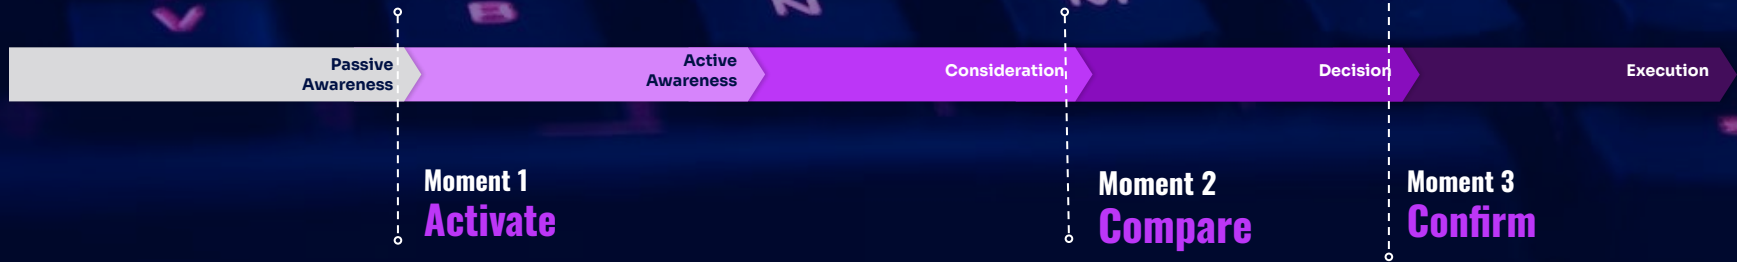 V
B
N
Passive
Awareness
Active
Awareness
Consideration
Decision
Execution
Moment 1
Activate
Moment 2
Compare
Moment 3
Confirm